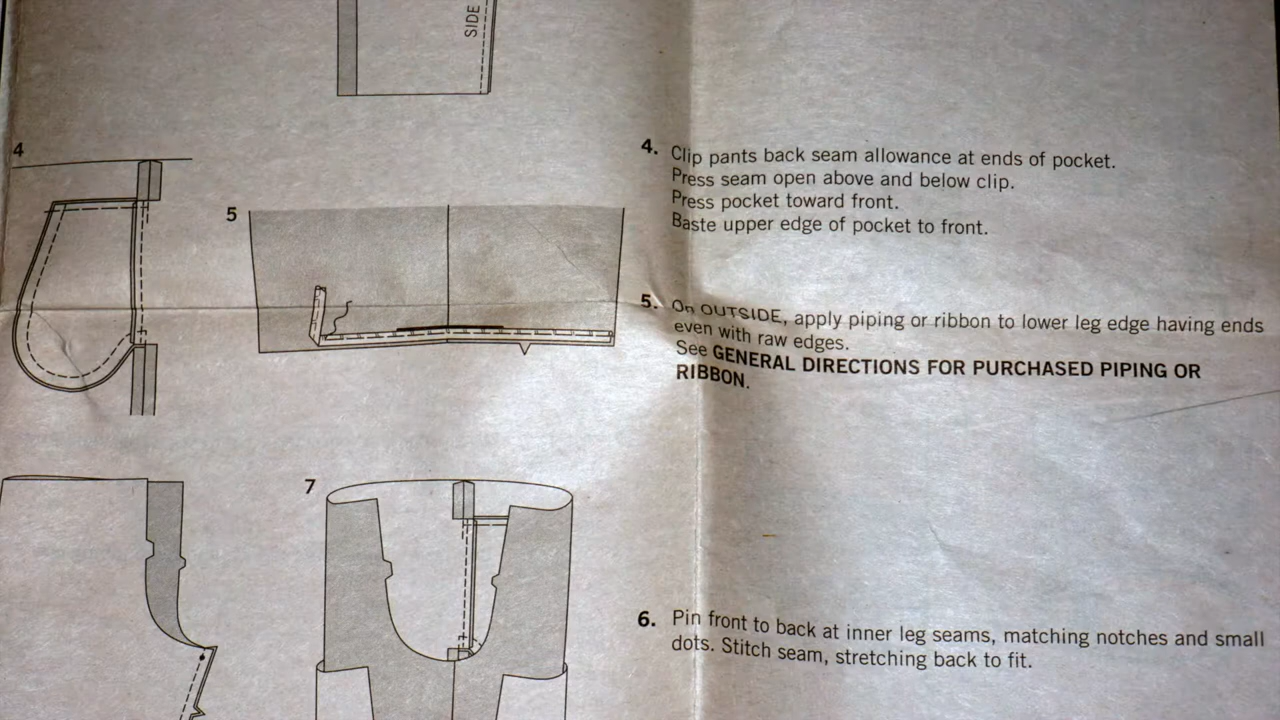 SIDE
4
4. Clip pants back seam allowance at ends of pocket.
Press seam open above and below clip.
Press pocket toward front.
Baste upper edge of pocket to front.
5
5. On OUTSIDE, apply piping or ribbon to lower leg edge having ends
even with raw edges.
See GENERAL DIRECTIONS FOR PURCHASED PIPING OR
RIBBON.
7
6. Pin front to back at inner leg seams, matching notches and small
dots. Stitch seam, stretching back to fit.